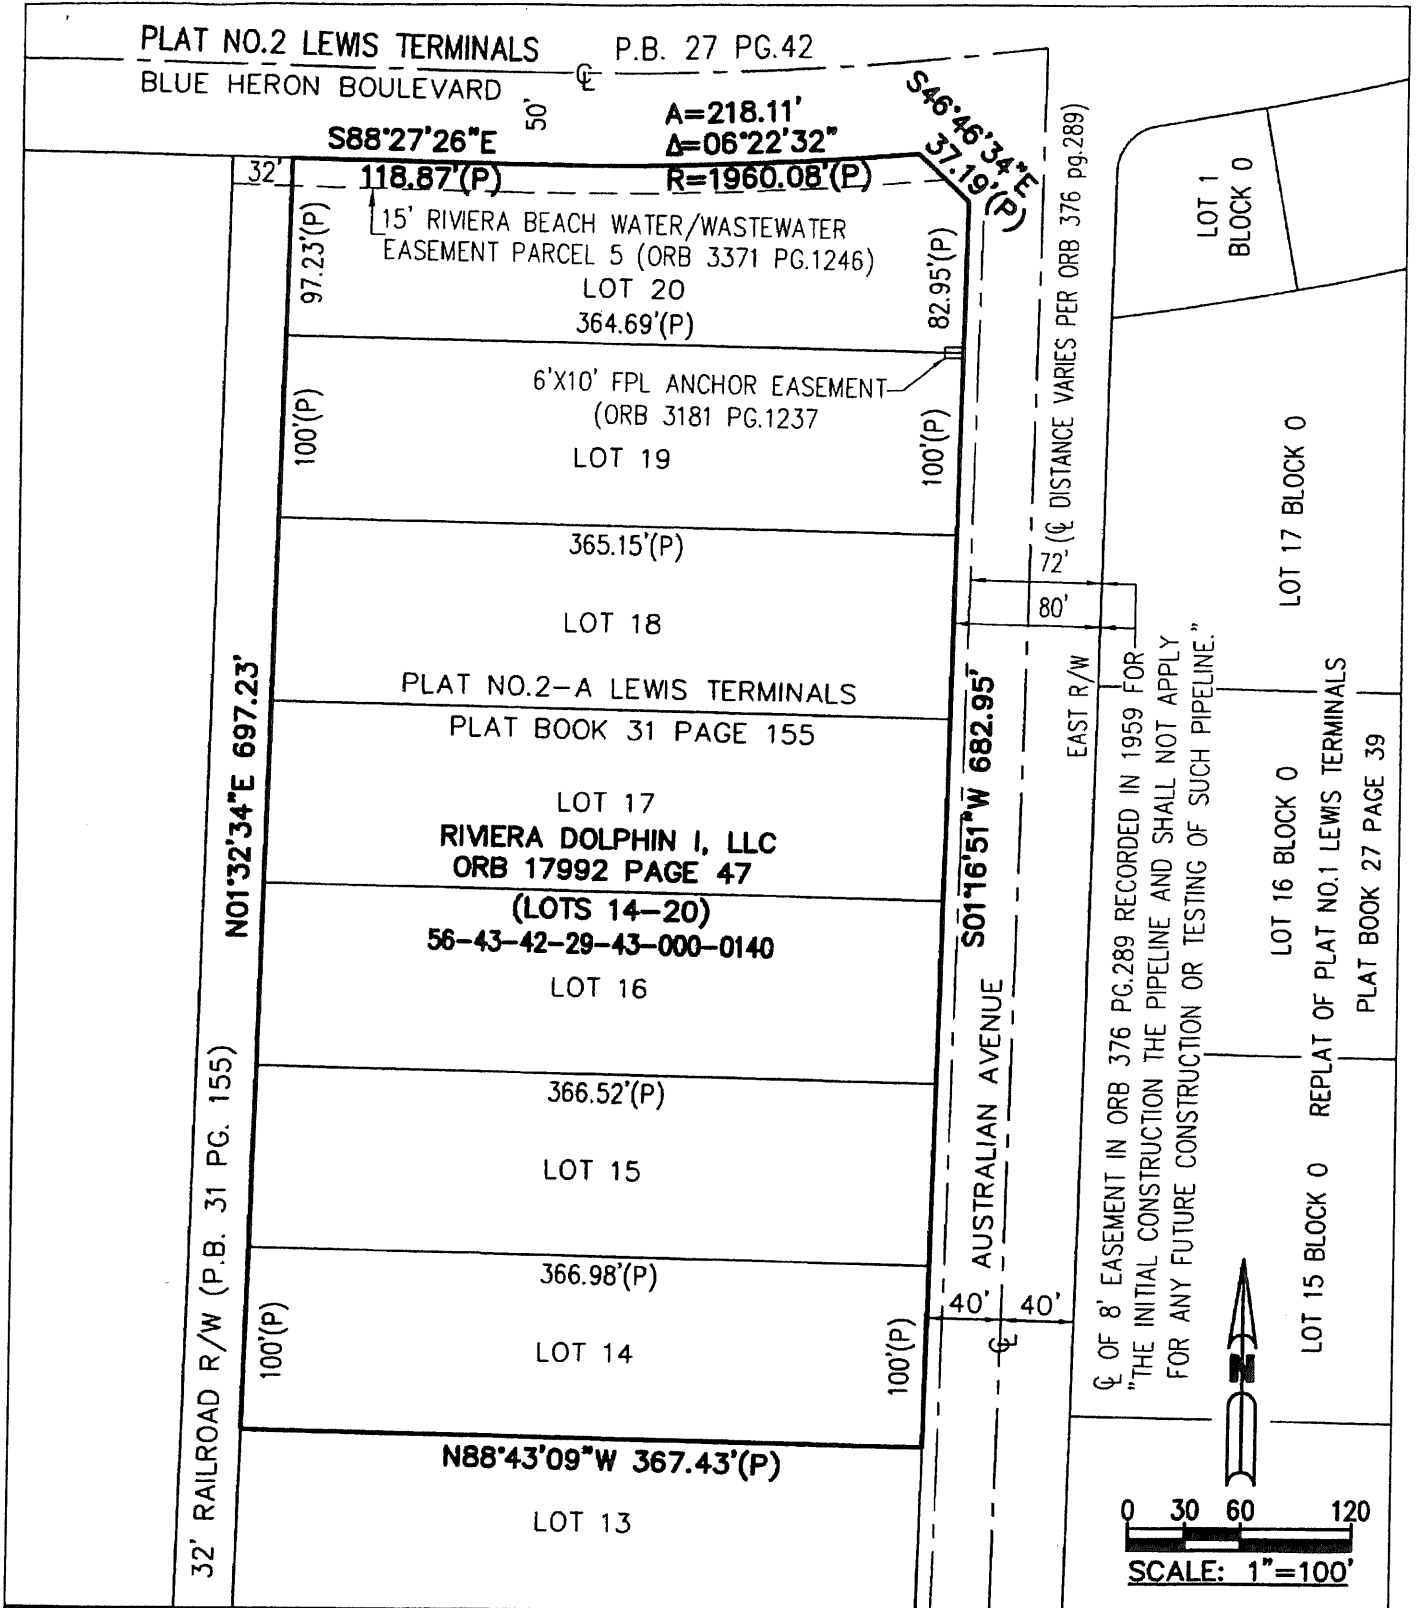 PLAT NO.2 LEWIS TERMINALS P.B. 27 PG.42
℄
BLUE HERON BOULEVARD
50'
A=218.11'
Δ=06°22'32"
R=1960.08'(P)
S88°27'26"E
118.87'(P)
S46°46'34"E
37.19'(P)
32'
15' RIVIERA BEACH WATER/WASTEWATER
EASEMENT PARCEL 5 (ORB 3371 PG.1246)
97.23'(P)
82.95'(P)
LOT 20
364.69'(P)
6'X10' FPL ANCHOR EASEMENT
(ORB 3181 PG.1237
100'(P)
100'(P)
LOT 19
365.15'(P)
LOT 18
PLAT NO.2-A LEWIS TERMINALS
PLAT BOOK 31 PAGE 155
LOT 17
RIVIERA DOLPHIN I, LLC
ORB 17992 PAGE 47
(LOTS 14-20)
56-43-42-29-43-000-0140
LOT 16
366.52'(P)
LOT 15
366.98'(P)
100'(P)
100'(P)
LOT 14
N88°43'09"W 367.43'(P)
LOT 13
N01°32'34"E 697.23'
32' RAILROAD R/W (P.B. 31 PG. 155)
S01°16'51"W 682.95'
AUSTRALIAN AVENUE
40' 40'
℄
72'
80'
(℄ DISTANCE VARIES PER ORB 376 pg.289)
EAST R/W
℄ OF 8' EASEMENT IN ORB 376 PG.289 RECORDED IN 1959 FOR
"THE INITIAL CONSTRUCTION THE PIPELINE AND SHALL NOT APPLY
FOR ANY FUTURE CONSTRUCTION OR TESTING OF SUCH PIPELINE."
LOT 1
BLOCK O
LOT 17 BLOCK O
LOT 16 BLOCK O
LOT 15 BLOCK O
REPLAT OF PLAT NO.1 LEWIS TERMINALS
PLAT BOOK 27 PAGE 39
N
0 30 60 120
SCALE: 1"=100'